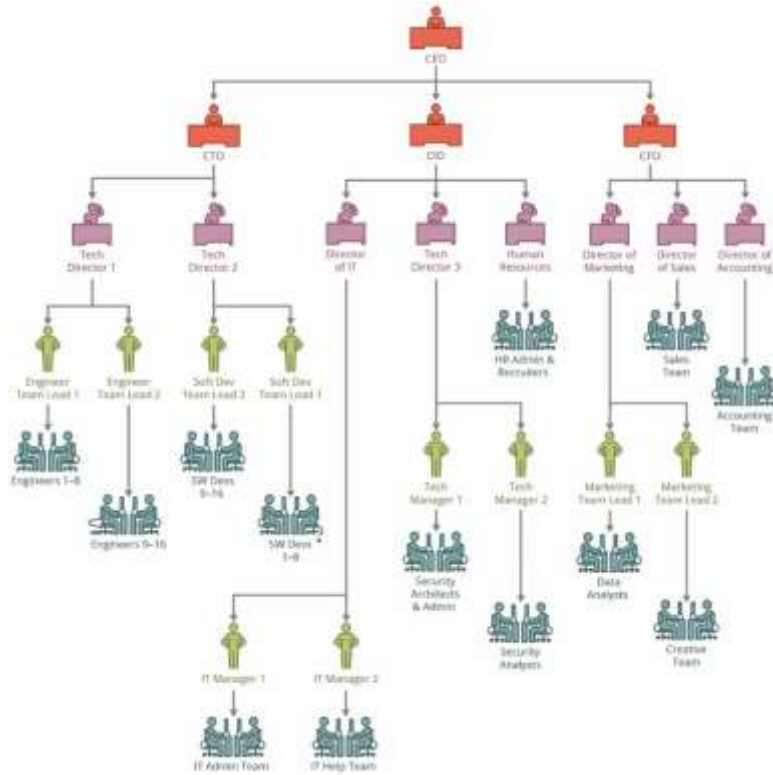 CEO
CTO
CIO
CFO
Tech
Director 1
Tech
Director 2
Director
of IT
Tech
Director 3
Human
Resources
Director of
Marketing
Director
of Sales
Director of
Accounting
Engineer
Team Lead 1
Engineer
Team Lead 2
Soft Dev
Team Lead 2
Soft Dev
Team Lead 1
HR Admin &
Recruiters
Sales
Team
Accounting
Team
Engineers 1–8
Engineers 9–16
SW Devs
9–16
SW Devs
1–8
Tech
Manager 1
Tech
Manager 2
Marketing
Team Lead 1
Marketing
Team Lead 2
Security
Architects
& Admin
Security
Analysts
Data
Analysts
Creative
Team
IT Manager 1
IT Manager 2
IT Admin Team
IT Help Team